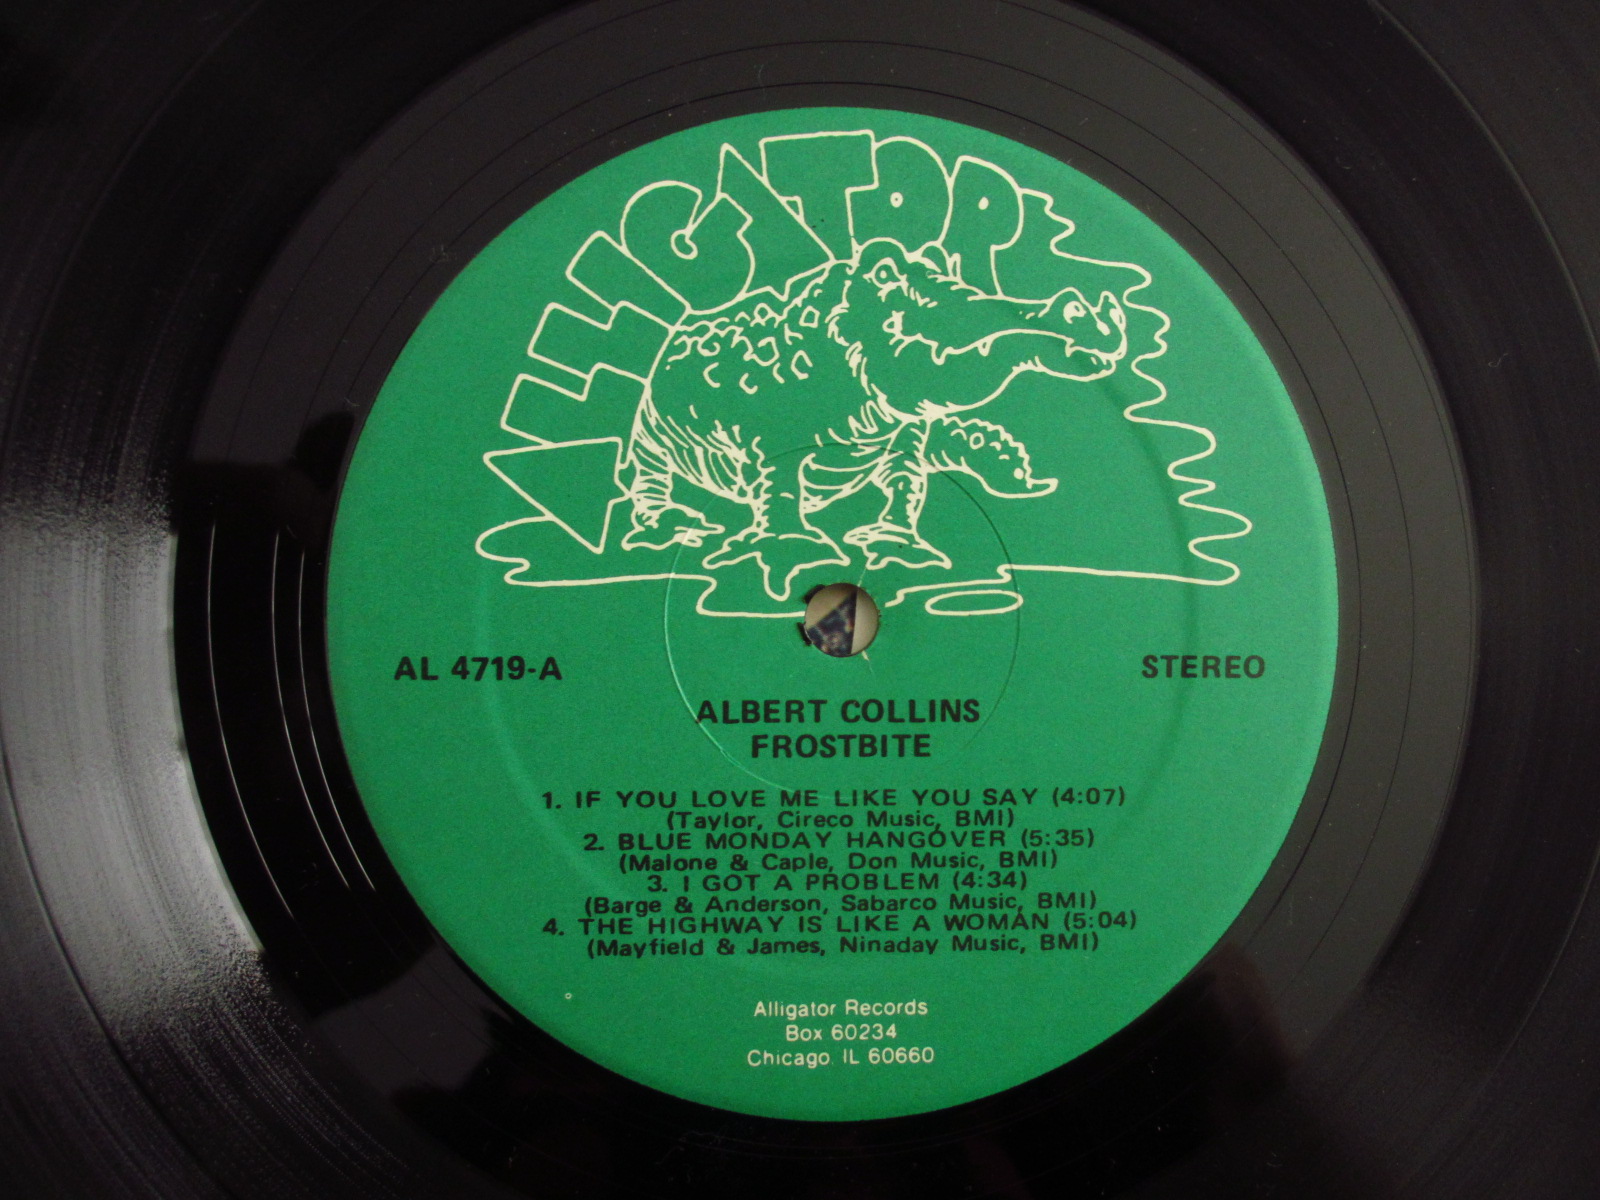 ALLIGATOR
AL 4719-A
STEREO
ALBERT COLLINS
FROSTBITE
1. IF YOU LOVE ME LIKE YOU SAY (4:07)
(Taylor, Cireco Music, BMI)
2. BLUE MONDAY HANGOVER (5:35)
(Malone & Caple, Don Music, BMI)
3. I GOT A PROBLEM (4:34)
(Barge & Anderson, Sabarco Music, BMI)
4. THE HIGHWAY IS LIKE A WOMAN (5:04)
(Mayfield & James, Ninaday Music, BMI)
Alligator Records
Box 60234
Chicago, IL 60660